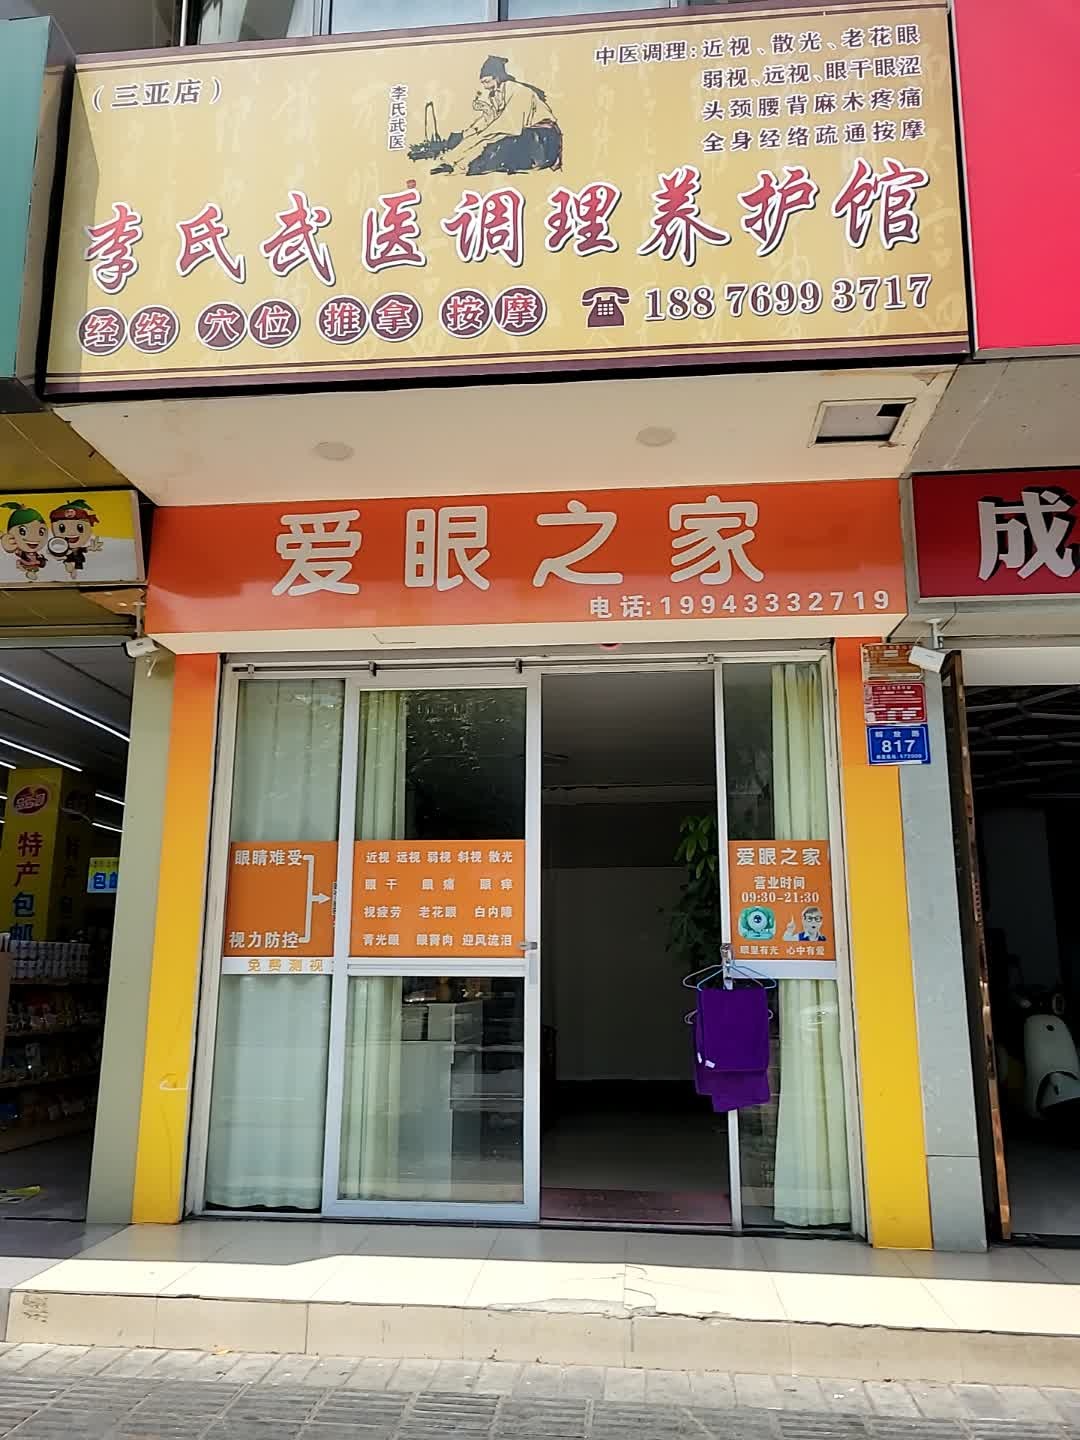 （三亚店）
李氏武医
中医调理:近视、散光、老花眼
弱视、远视、眼干眼涩
头颈腰背麻木疼痛
全身经络疏通按摩
李氏武医调理养护馆
经络 穴位 推拿 按摩
188 7699 3717
爱眼之家
电话:19943332719
成
817
特产包邮
包邮
眼睛难受
视力防控
免费测视
近视 远视 弱视 斜视 散光
眼干 眼痛 眼痒
视疲劳 老花眼 白内障
青光眼 眼胬肉 迎风流泪
爱眼之家
营业时间
09:30-21:30
眼里有光 心中有爱